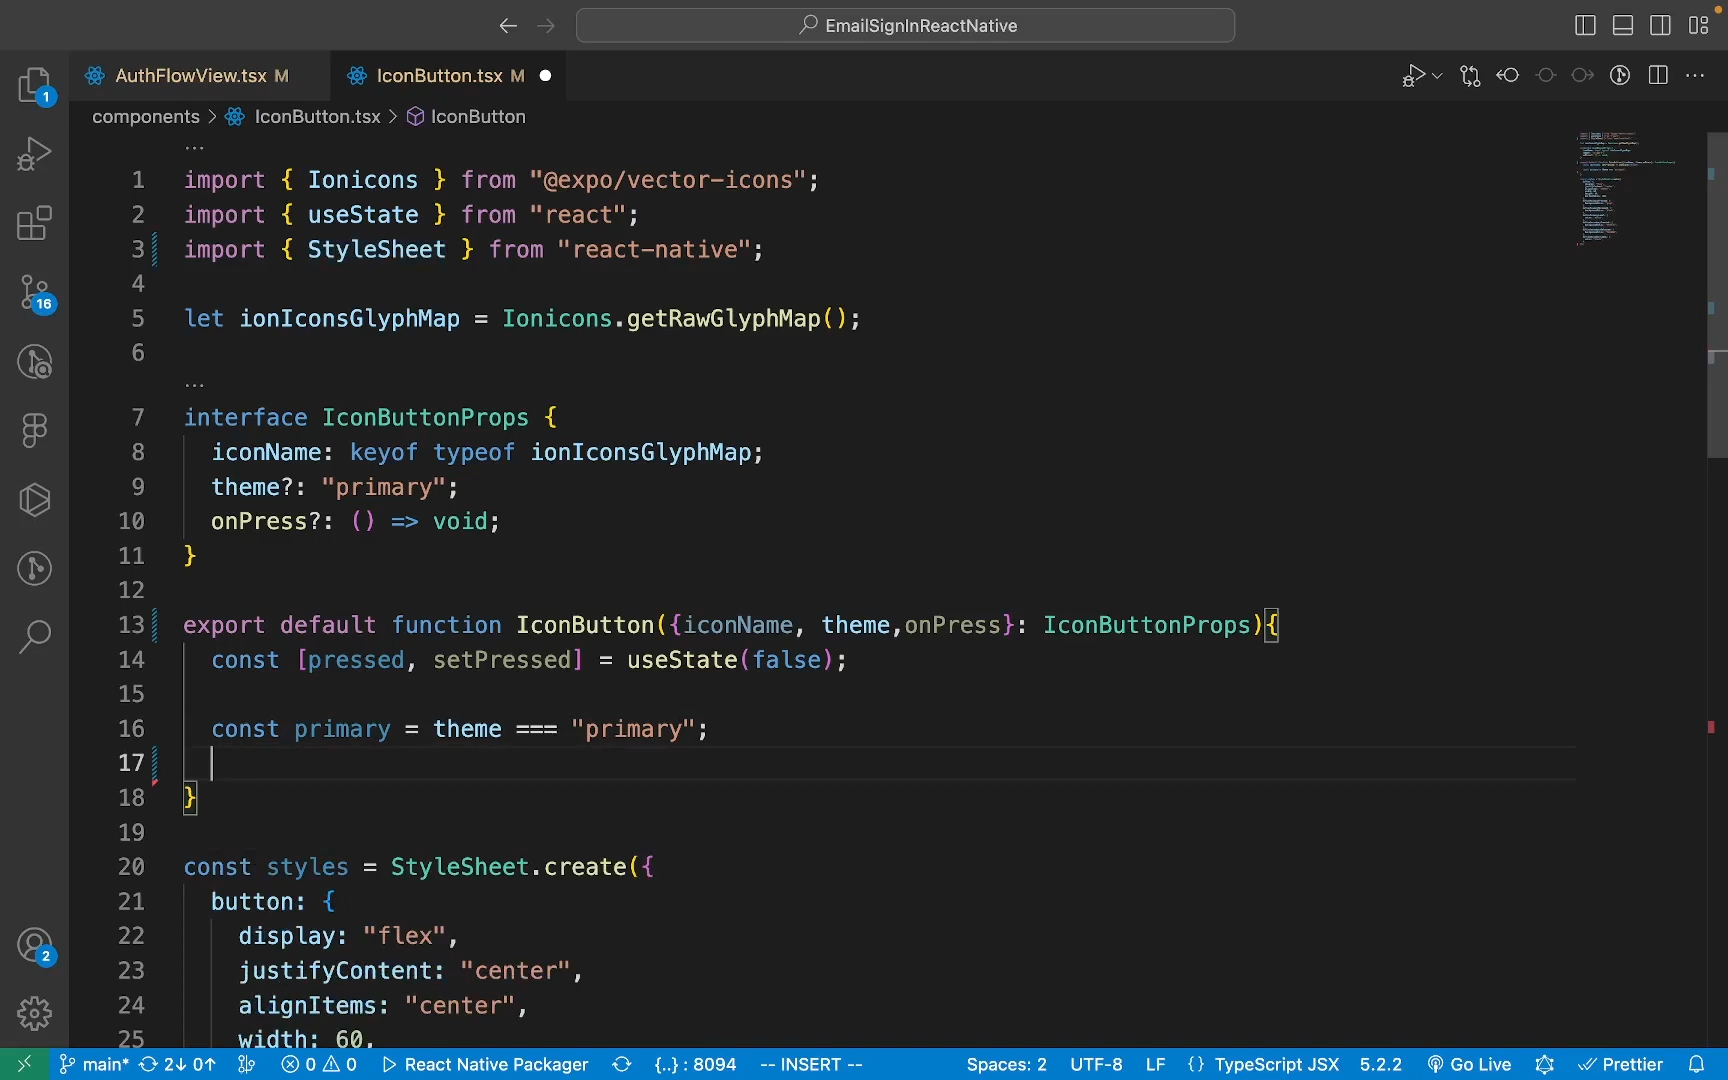 EmailSignInReactNative
AuthFlowView.tsx M
IconButton.tsx M
components > IconButton.tsx > IconButton
1
...
1 import { Ionicons } from "@expo/vector-icons";
2 import { useState } from "react";
3 import { StyleSheet } from "react-native";
4
5 let ionIconsGlyphMap = Ionicons.getRawGlyphMap();
6
...
7 interface IconButtonProps {
8 iconName: keyof typeof ionIconsGlyphMap;
9 theme?: "primary";
10 onPress?: () => void;
11 }
12
13 export default function IconButton({iconName, theme,onPress}: IconButtonProps){
14 const [pressed, setPressed] = useState(false);
15
16 const primary = theme === "primary";
17
18 }
19
20 const styles = StyleSheet.create({
21 button: {
22 display: "flex",
23 justifyContent: "center",
24 alignItems: "center",
25 width: 60,
16
2
main* 2↓ 0↑ 0 0 React Native Packager {..} : 8094 -- INSERT -- Spaces: 2 UTF-8 LF {} TypeScript JSX 5.2.2 Go Live Prettier